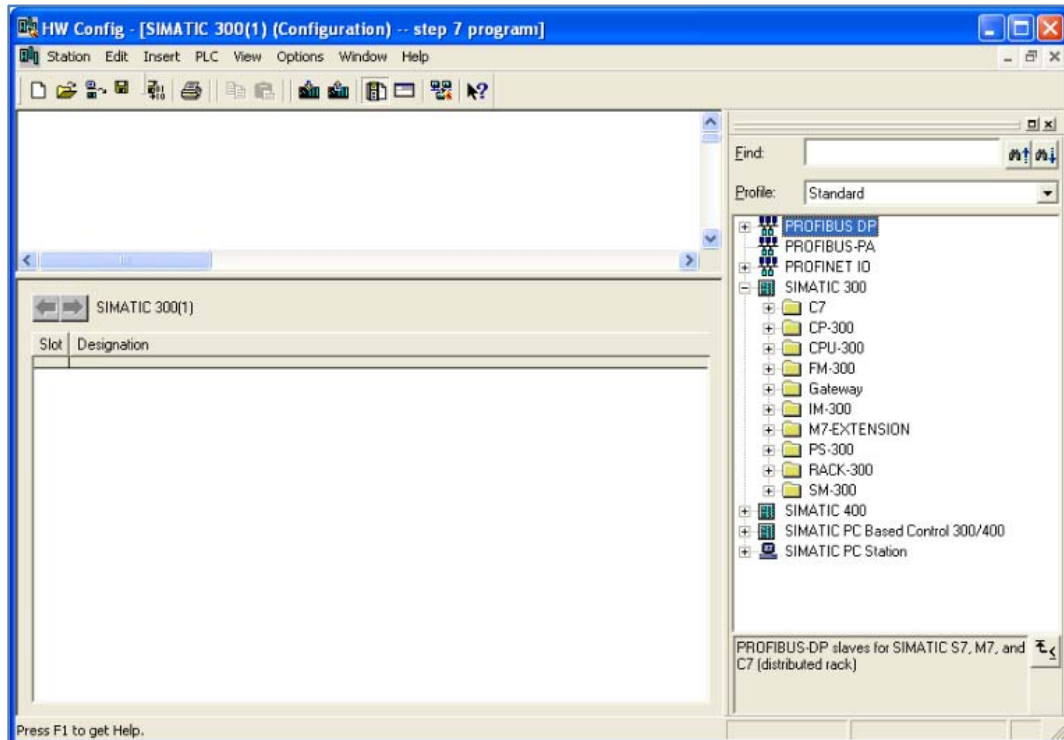 HW Config - [SIMATIC 300(1) (Configuration) -- step 7 programı]
Station Edit Insert PLC View Options Window Help
Find:
Profile: Standard
PROFIBUS DP
PROFIBUS-PA
PROFINET IO
SIMATIC 300
C7
CP-300
CPU-300
FM-300
Gateway
IM-300
M7-EXTENSION
PS-300
RACK-300
SM-300
SIMATIC 400
SIMATIC PC Based Control 300/400
SIMATIC PC Station
SIMATIC 300(1)
Slot Designation
PROFIBUS-DP slaves for SIMATIC S7, M7, and
C7 (distributed rack)
Press F1 to get Help.